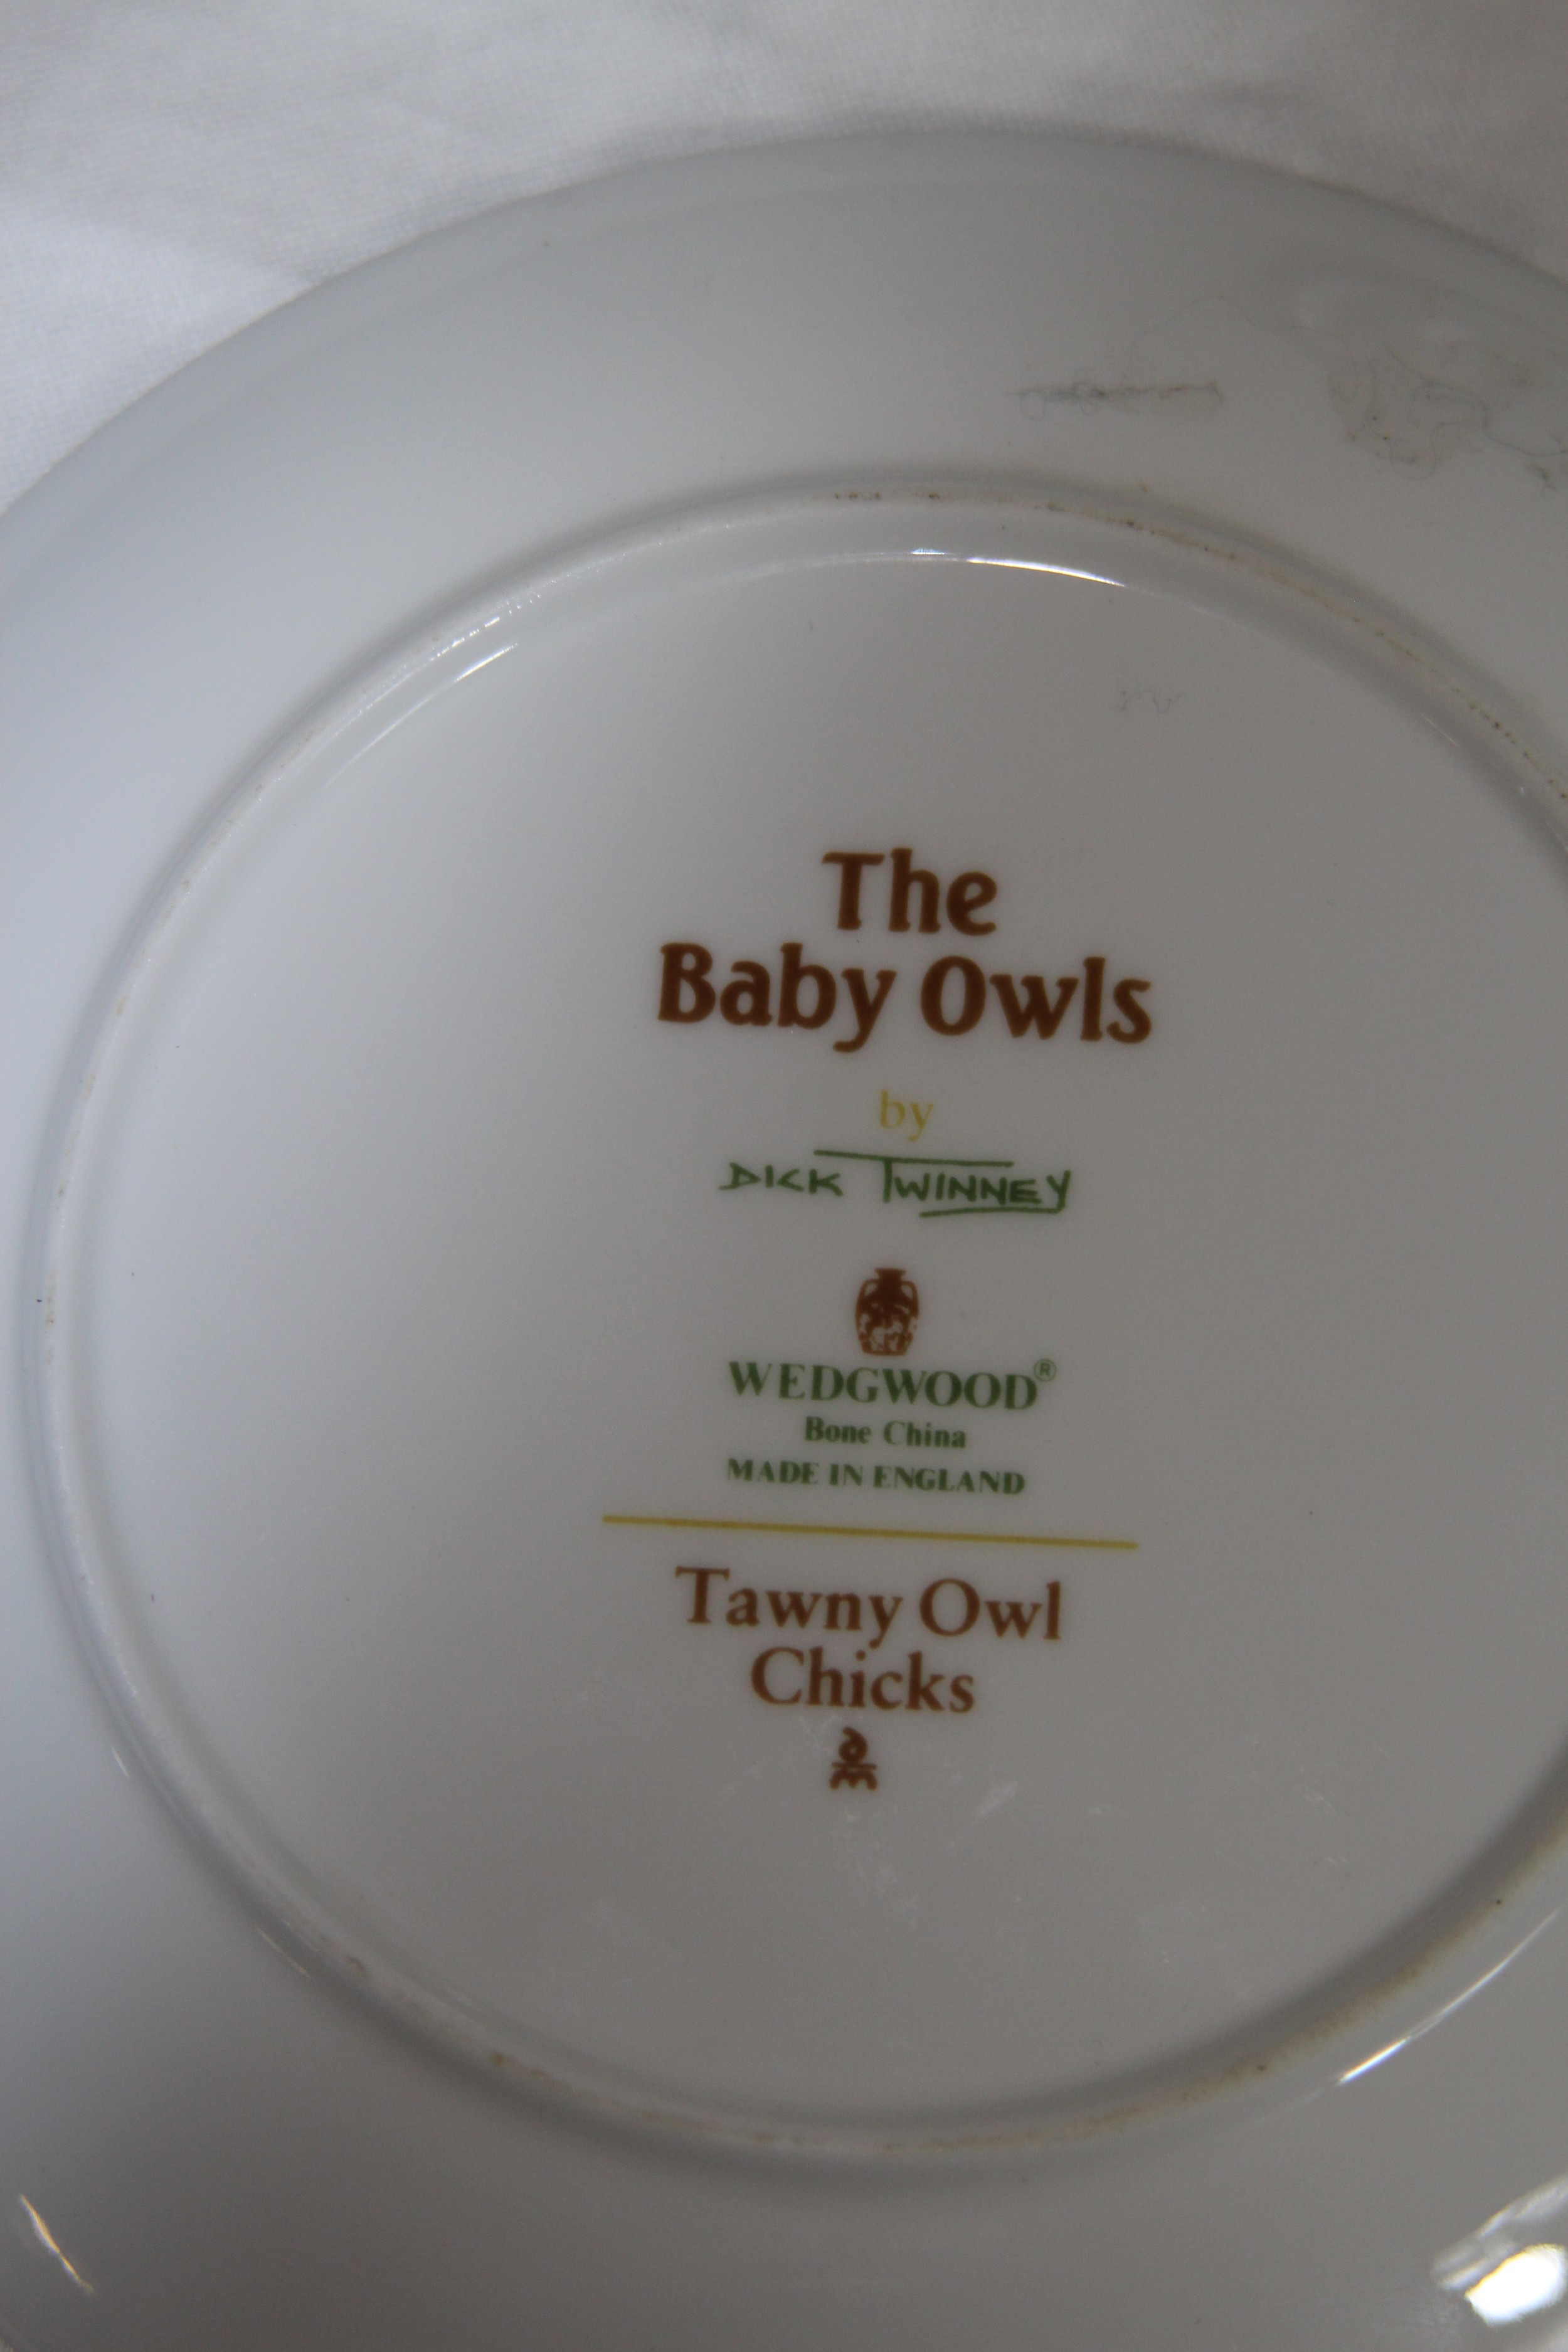 The
Baby Owls
by
DICK TWINNEY
WEDGWOOD®
Bone China
MADE IN ENGLAND
Tawny Owl
Chicks